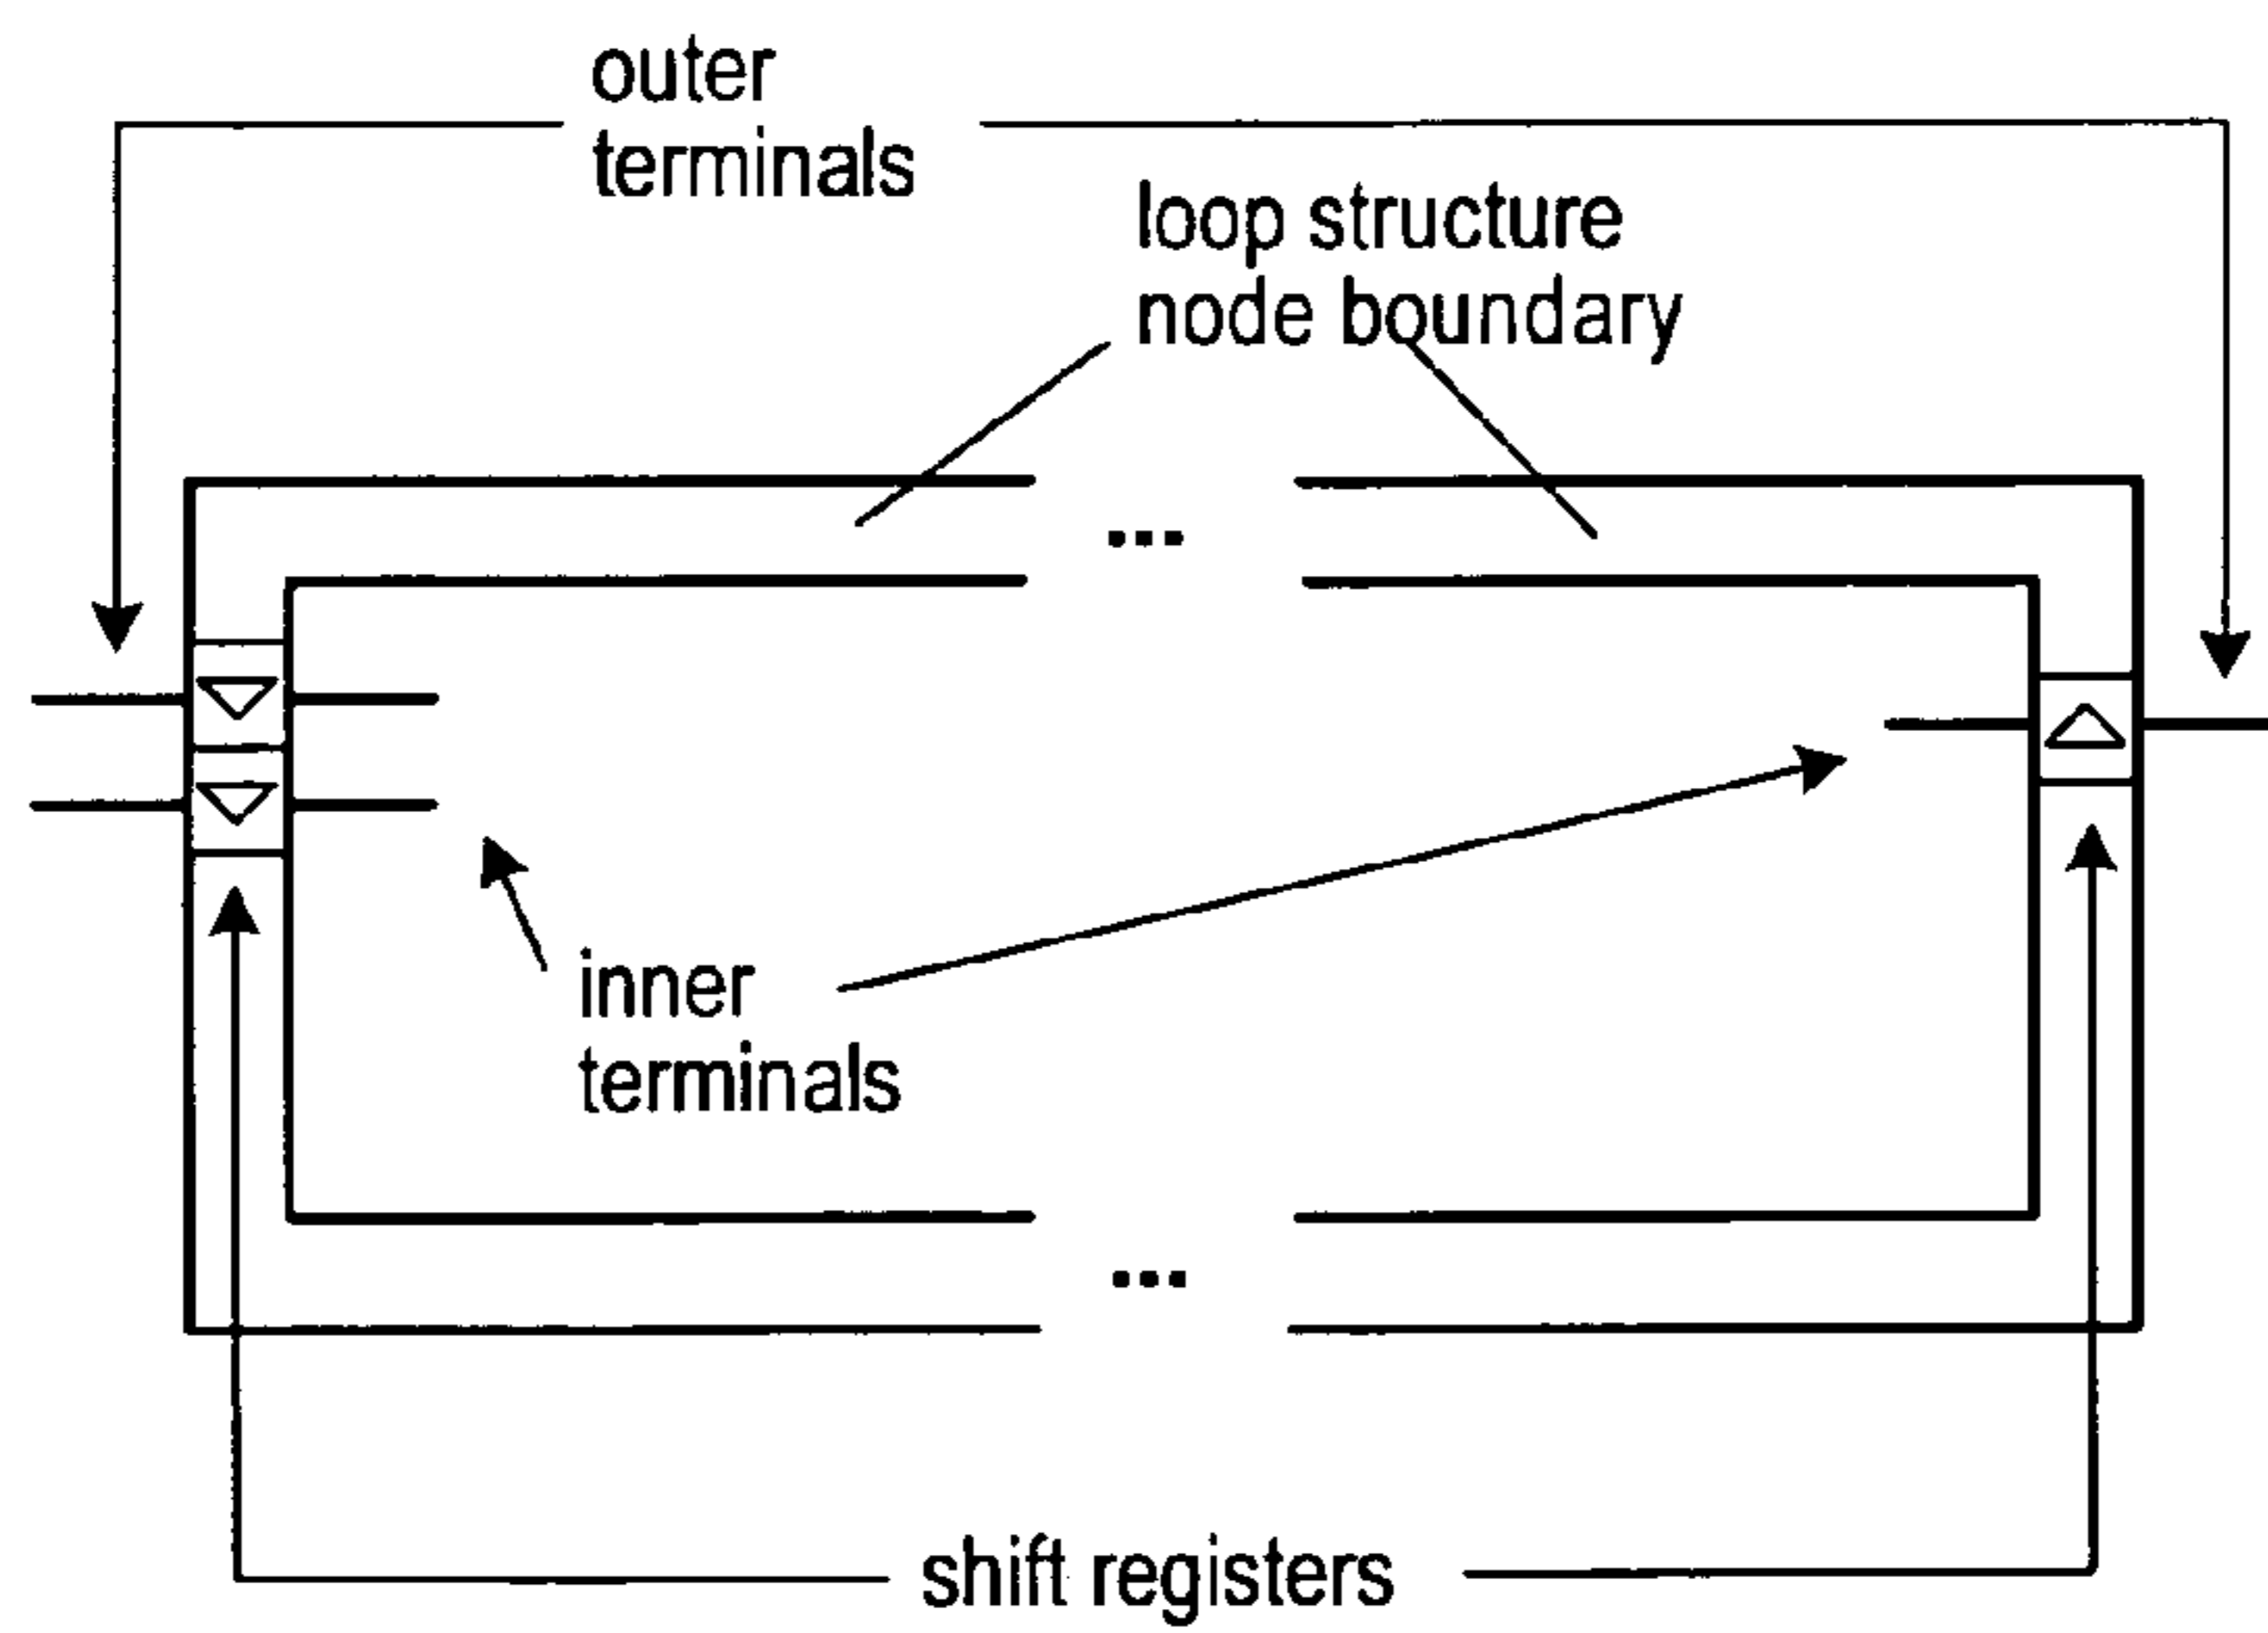 outer
terminals
loop structure
node boundary
...
inner
terminals
...
shift registers